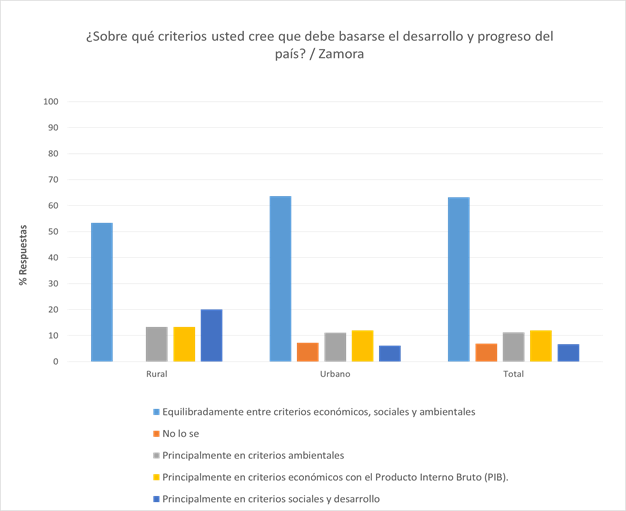 ¿Sobre qué criterios usted cree que debe basarse el desarrollo y progreso del
país? / Zamora
100
90
80
70
60
50
40
30
20
10
0
% Respuestas
Rural
Urbano
Total
Equilibradamente entre criterios económicos, sociales y ambientales
No lo se
Principalmente en criterios ambientales
Principalmente en criterios económicos con el Producto Interno Bruto (PIB).
Principalmente en criterios sociales y desarrollo